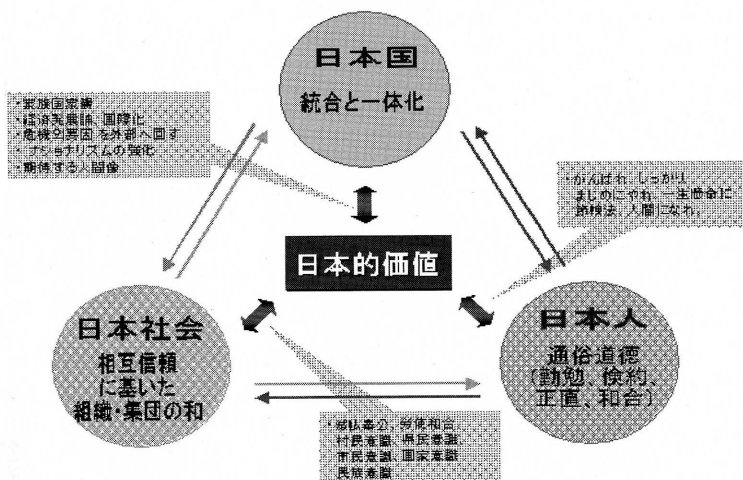 日本国
統合と一体化
・家族国家論
・経済発展論、国際化
・危機の要因を外部へ回す
・ナショナリズムの強化
・期待する人間像
・がんばれ しっかり
まじめにやれ 一生懸命に
人間になれ
日本的価値
日本社会
相互信頼
に基いた
組織・集団の和
日本人
通俗道徳
(勤勉、倹約、
正直、和合)
・滅私奉公、労使和合
村民意識、県民意識
市民意識、国家意識
民族意識